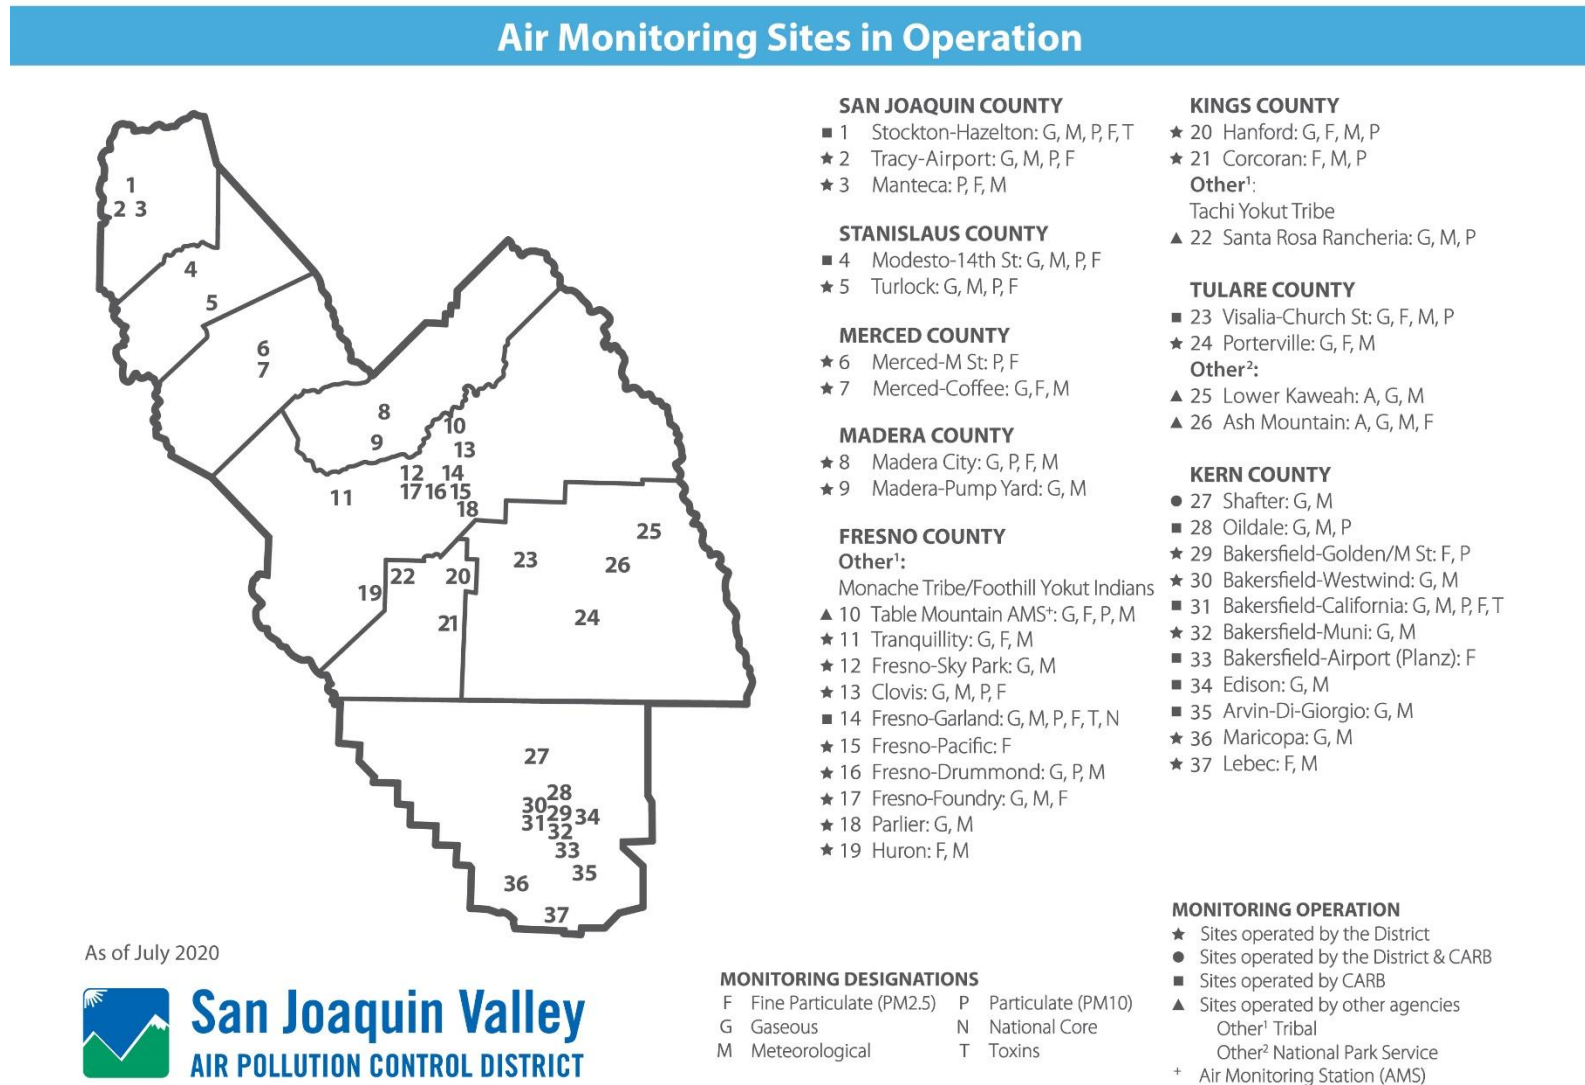 Air Monitoring Sites in Operation
1
2 3
4
5
6
7
8
9
10
13
12 14
11 17 16 15
18
25
23 26
22 20
19
24
21
27
28
30 29 34
31 32
33
35
36
37
As of July 2020
San Joaquin Valley
AIR POLLUTION CONTROL DISTRICT
SAN JOAQUIN COUNTY
■ 1 Stockton-Hazelton: G, M, P, F, T
★ 2 Tracy-Airport: G, M, P, F
★ 3 Manteca: P, F, M
STANISLAUS COUNTY
■ 4 Modesto-14th St: G, M, P, F
★ 5 Turlock: G, M, P, F
MERCED COUNTY
★ 6 Merced-M St: P, F
★ 7 Merced-Coffee: G,F, M
MADERA COUNTY
★ 8 Madera City: G, P, F, M
★ 9 Madera-Pump Yard: G, M
FRESNO COUNTY
Other¹:
Monache Tribe/Foothill Yokut Indians
▲ 10 Table Mountain AMS⁺: G, F, P, M
★ 11 Tranquillity: G, F, M
★ 12 Fresno-Sky Park: G, M
★ 13 Clovis: G, M, P, F
■ 14 Fresno-Garland: G, M, P, F, T, N
★ 15 Fresno-Pacific: F
★ 16 Fresno-Drummond: G, P, M
★ 17 Fresno-Foundry: G, M, F
★ 18 Parlier: G, M
★ 19 Huron: F, M
KINGS COUNTY
★ 20 Hanford: G, F, M, P
★ 21 Corcoran: F, M, P
Other¹:
Tachi Yokut Tribe
▲ 22 Santa Rosa Rancheria: G, M, P
TULARE COUNTY
■ 23 Visalia-Church St: G, F, M, P
★ 24 Porterville: G, F, M
Other²:
▲ 25 Lower Kaweah: A, G, M
▲ 26 Ash Mountain: A, G, M, F
KERN COUNTY
● 27 Shafter: G, M
■ 28 Oildale: G, M, P
★ 29 Bakersfield-Golden/M St: F, P
★ 30 Bakersfield-Westwind: G, M
■ 31 Bakersfield-California: G, M, P, F, T
★ 32 Bakersfield-Muni: G, M
■ 33 Bakersfield-Airport (Planz): F
■ 34 Edison: G, M
■ 35 Arvin-Di-Giorgio: G, M
★ 36 Maricopa: G, M
★ 37 Lebec: F, M
MONITORING DESIGNATIONS
F Fine Particulate (PM2.5) P Particulate (PM10)
G Gaseous N National Core
M Meteorological T Toxins
MONITORING OPERATION
★ Sites operated by the District
● Sites operated by the District & CARB
■ Sites operated by CARB
▲ Sites operated by other agencies
Other¹ Tribal
Other² National Park Service
⁺ Air Monitoring Station (AMS)